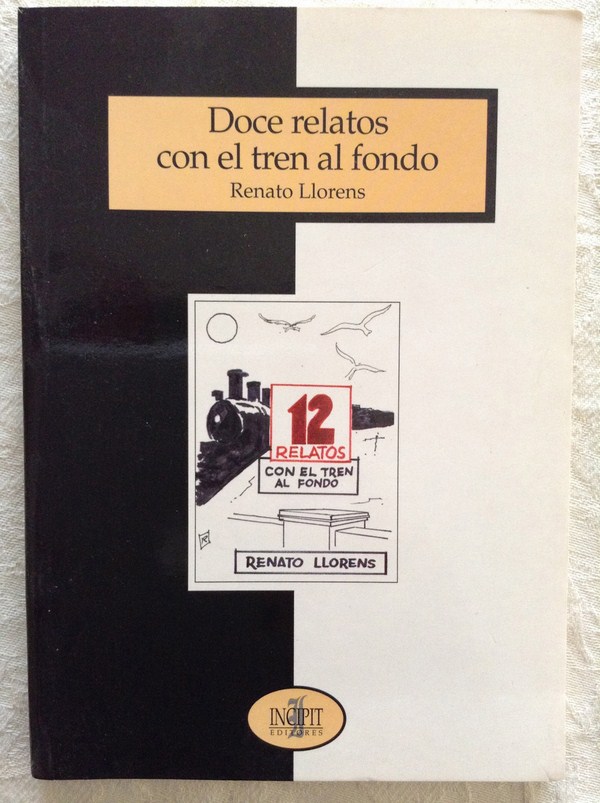 Doce relatos
con el tren al fondo
Renato Llorens
12
RELATOS
CON EL TREN
AL FONDO
RENATO LLORENS
INCIPIT
EDITORES